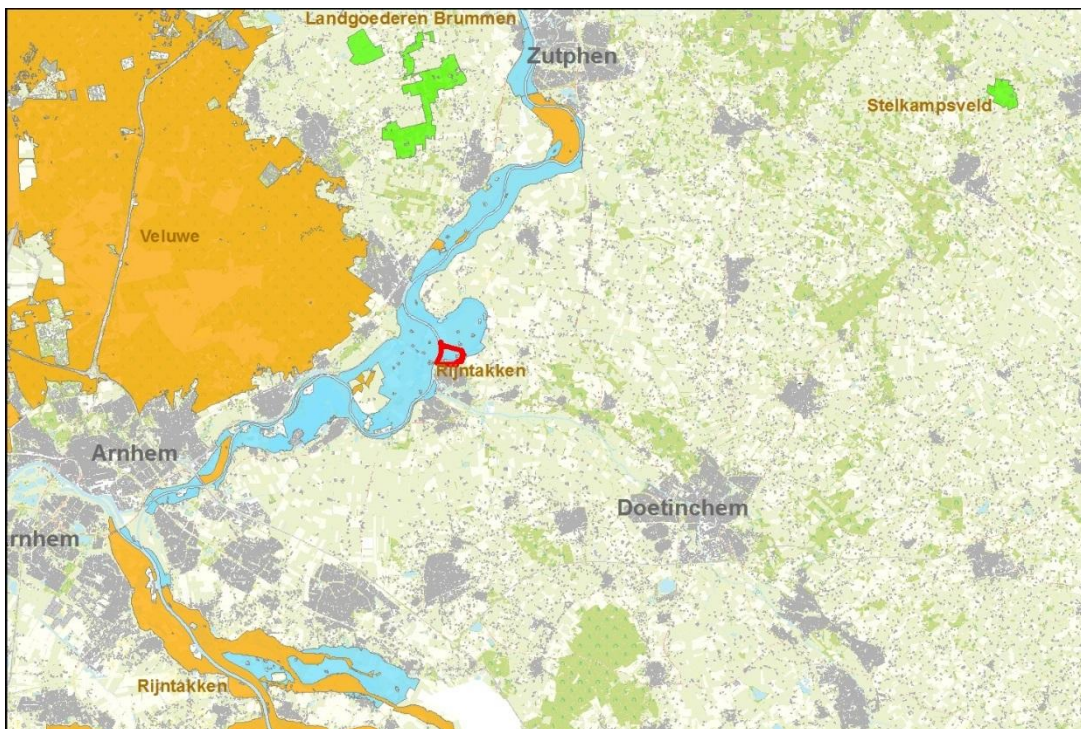 Landgoederen Brummen
Zutphen
Stelkampsveld
Veluwe
Rijntakken
Arnhem
Doetinchem
rnhem
Rijntakken